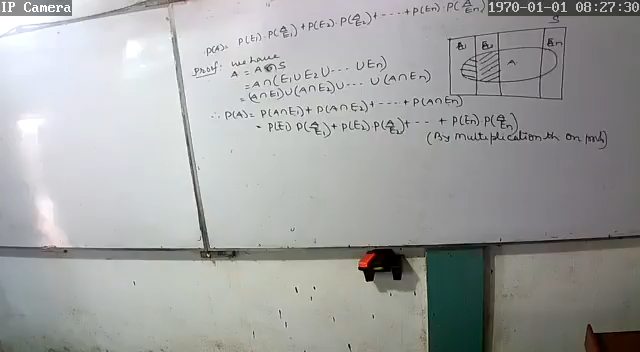 IP Camera
1970-01-01 08:27:30
P(A) = P(E1) · P(A/E1) + P(E2) · P(A/E2) + ---- + P(En) · P(A/En)
Proof: we have
A = A ∩ S
= A ∩ (E1 ∪ E2 ∪ --- ∪ En)
= (A ∩ E1) ∪ (A ∩ E2) ∪ --- ∪ (A ∩ En)
∴ P(A) = P(A ∩ E1) + P(A ∩ E2) + ---- + P(A ∩ En)
= P(E1) P(A/E1) + P(E2) · P(A/E2) + --- + P(En) · P(A/En)
(By multiplication th on prob)
S
E1 E2 A En